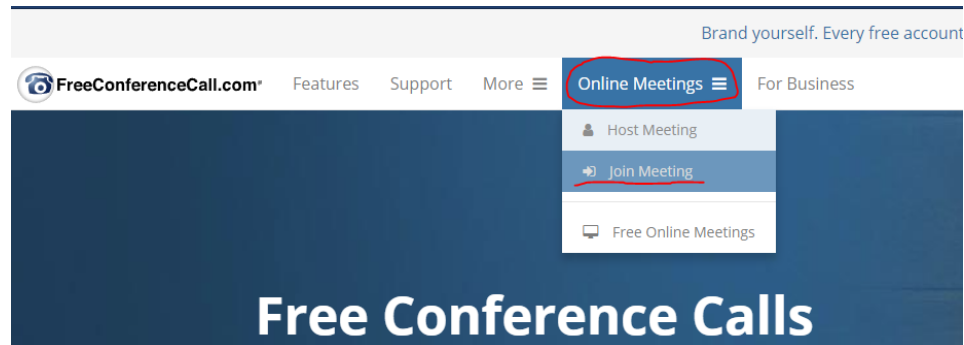 Brand yourself. Every free account
FreeConferenceCall.com®
Features
Support
More
Online Meetings
For Business
Host Meeting
Join Meeting
Free Online Meetings
Free Conference Calls